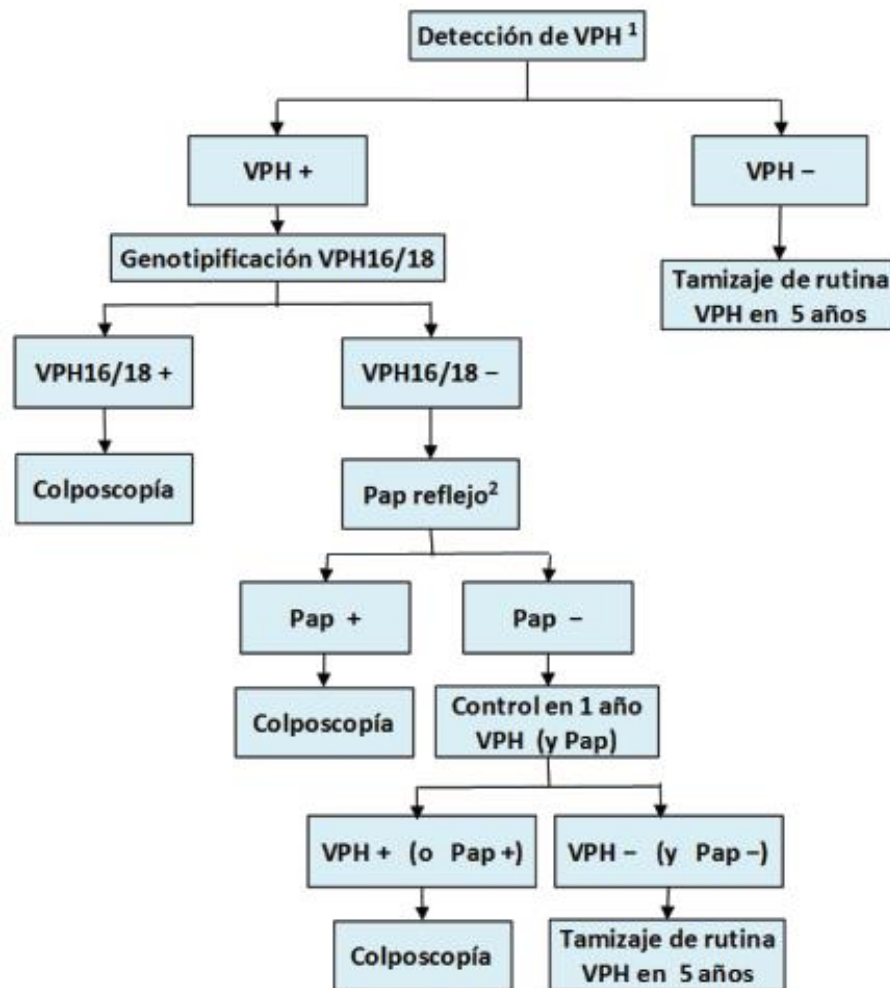 Detección de VPH ¹
VPH +
VPH –
Genotipificación VPH16/18
Tamizaje de rutina
VPH en 5 años
VPH16/18 +
VPH16/18 –
Colposcopía
Pap reflejo²
Pap +
Pap –
Colposcopía
Control en 1 año
VPH (y Pap)
VPH + (o Pap +)
VPH – (y Pap –)
Colposcopía
Tamizaje de rutina
VPH en 5 años